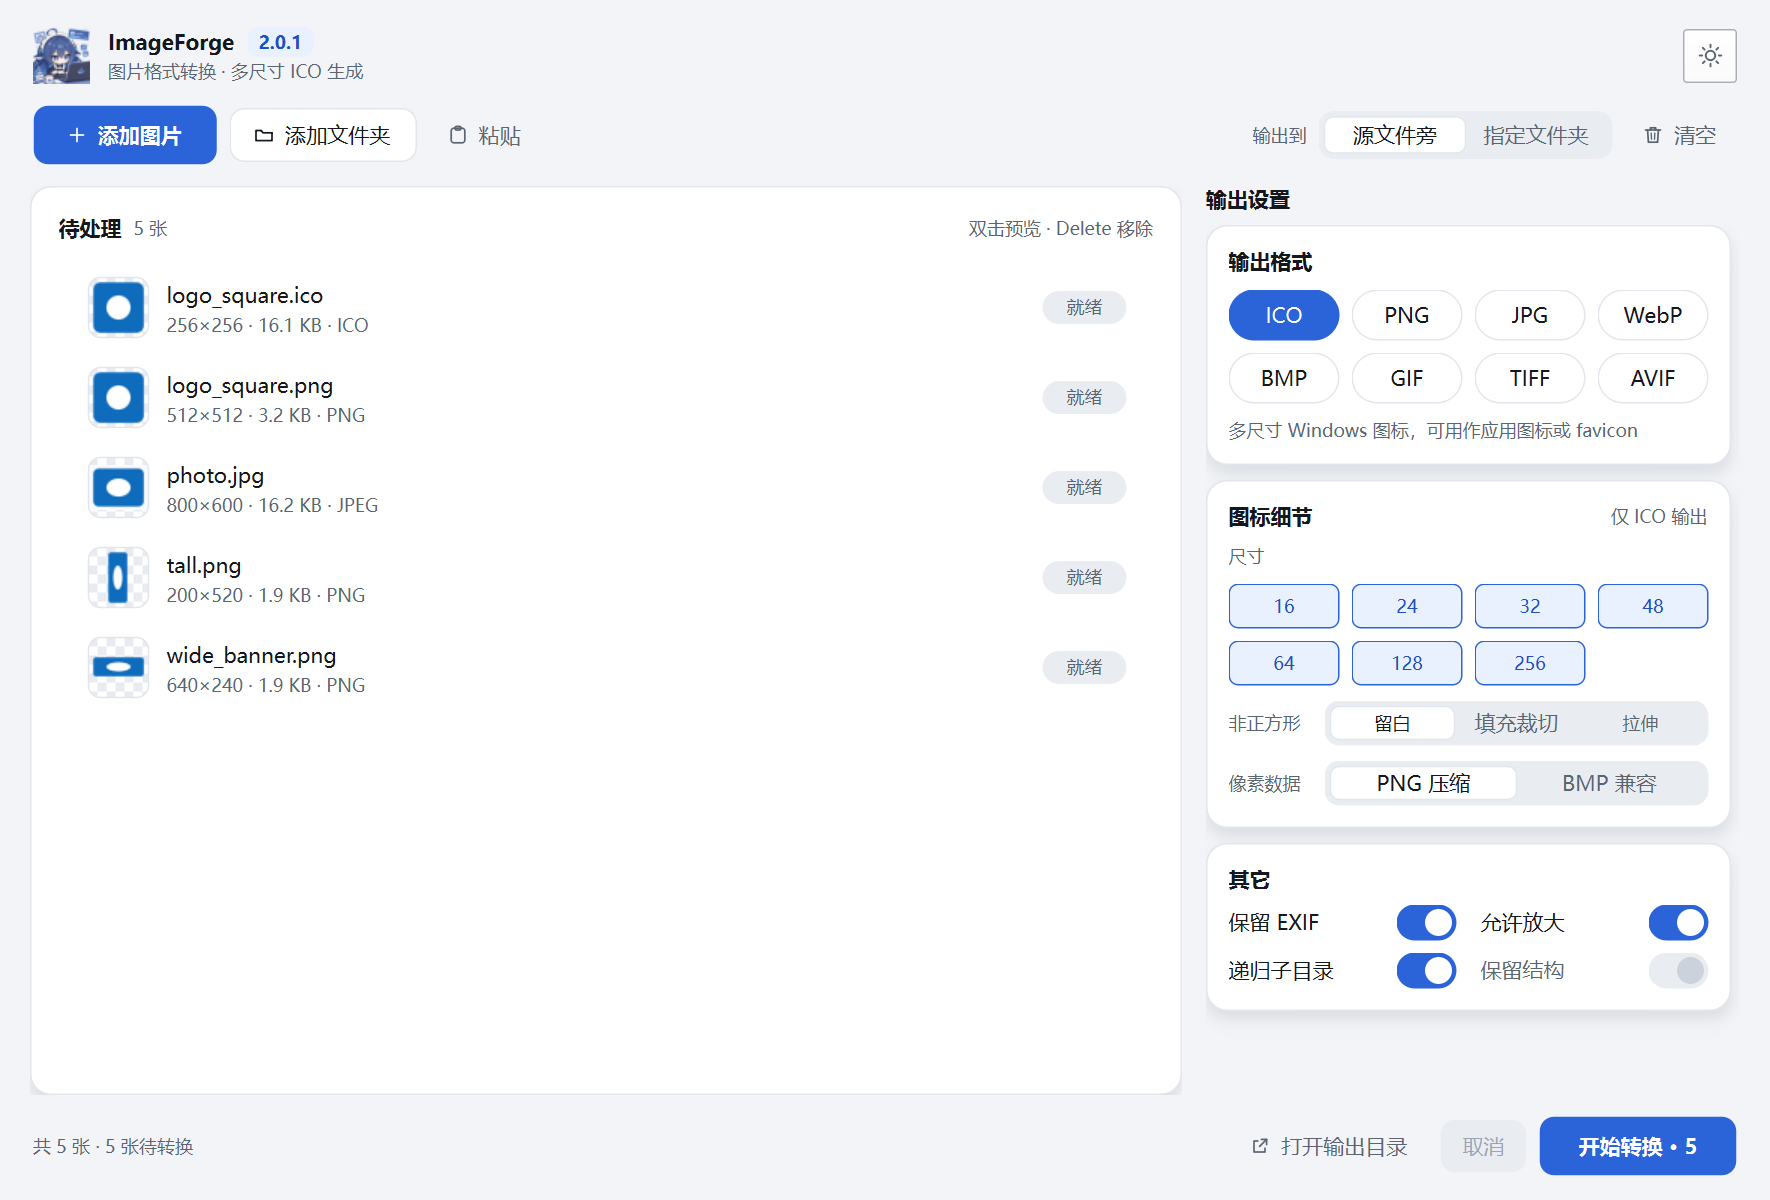 ImageForge 2.0.1
图片格式转换 · 多尺寸 ICO 生成
添加图片
添加文件夹
粘贴
输出到
源文件旁
指定文件夹
清空
待处理 5 张
双击预览 · Delete 移除
logo_square.ico
256×256 · 16.1 KB · ICO
就绪
logo_square.png
512×512 · 3.2 KB · PNG
就绪
photo.jpg
800×600 · 16.2 KB · JPEG
就绪
tall.png
200×520 · 1.9 KB · PNG
就绪
wide_banner.png
640×240 · 1.9 KB · PNG
就绪
输出设置
输出格式
ICO PNG JPG WebP
BMP GIF TIFF AVIF
多尺寸 Windows 图标，可用作应用图标或 favicon
图标细节 仅 ICO 输出
尺寸
16 24 32 48
64 128 256
非正方形 留白 填充裁切 拉伸
像素数据 PNG 压缩 BMP 兼容
其它
保留 EXIF 允许放大
递归子目录 保留结构
共 5 张 · 5 张待转换
打开输出目录
取消
开始转换 • 5